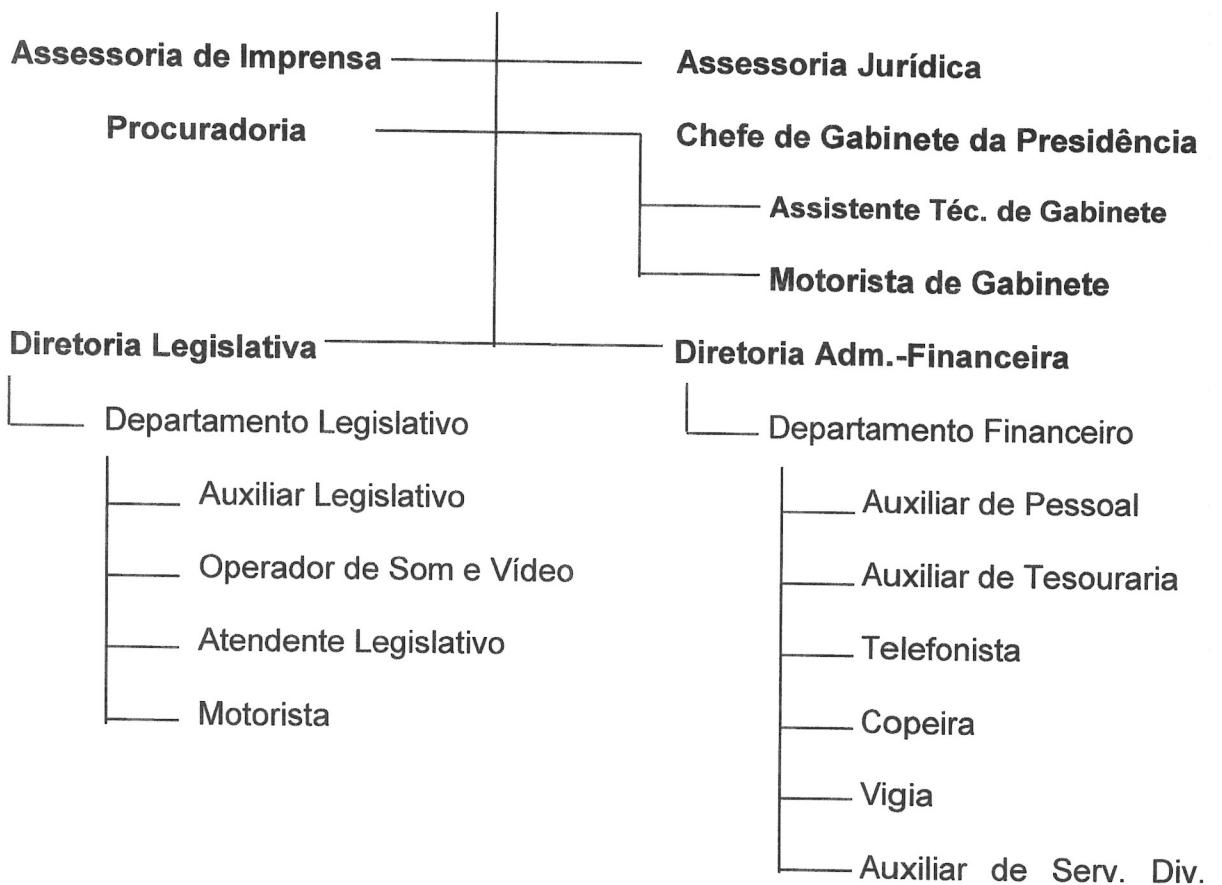 Assessoria de Imprensa
Assessoria Jurídica
Procuradoria
Chefe de Gabinete da Presidência
Assistente Téc. de Gabinete
Motorista de Gabinete
Diretoria Legislativa
Diretoria Adm.-Financeira
Departamento Legislativo
Departamento Financeiro
Auxiliar Legislativo
Auxiliar de Pessoal
Operador de Som e Vídeo
Auxiliar de Tesouraria
Atendente Legislativo
Telefonista
Motorista
Copeira
Vigia
Auxiliar de Serv. Div.